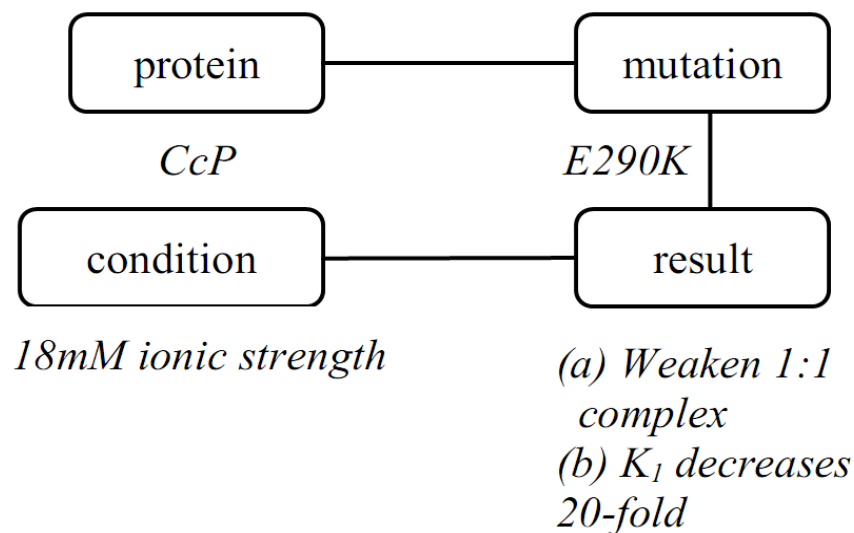 protein
mutation
CcP
E290K
condition
result
18mM ionic strength
(a) Weaken 1:1
complex
(b) K₁ decreases
20-fold